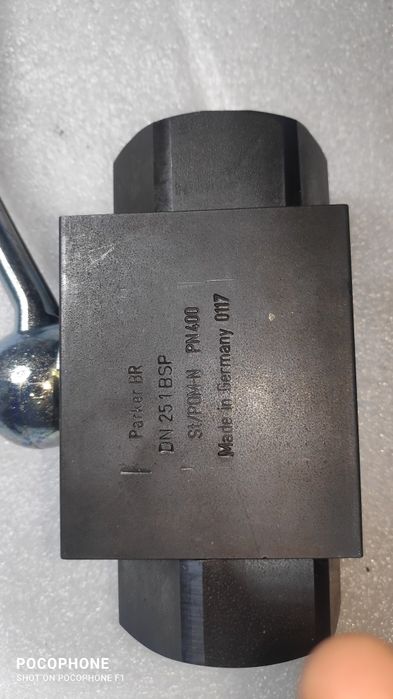 Parker BR
DN 25 1 BSP
St/POM-N PN400
Made in Germany 0117
POCOPHONE
SHOT ON POCOPHONE F1